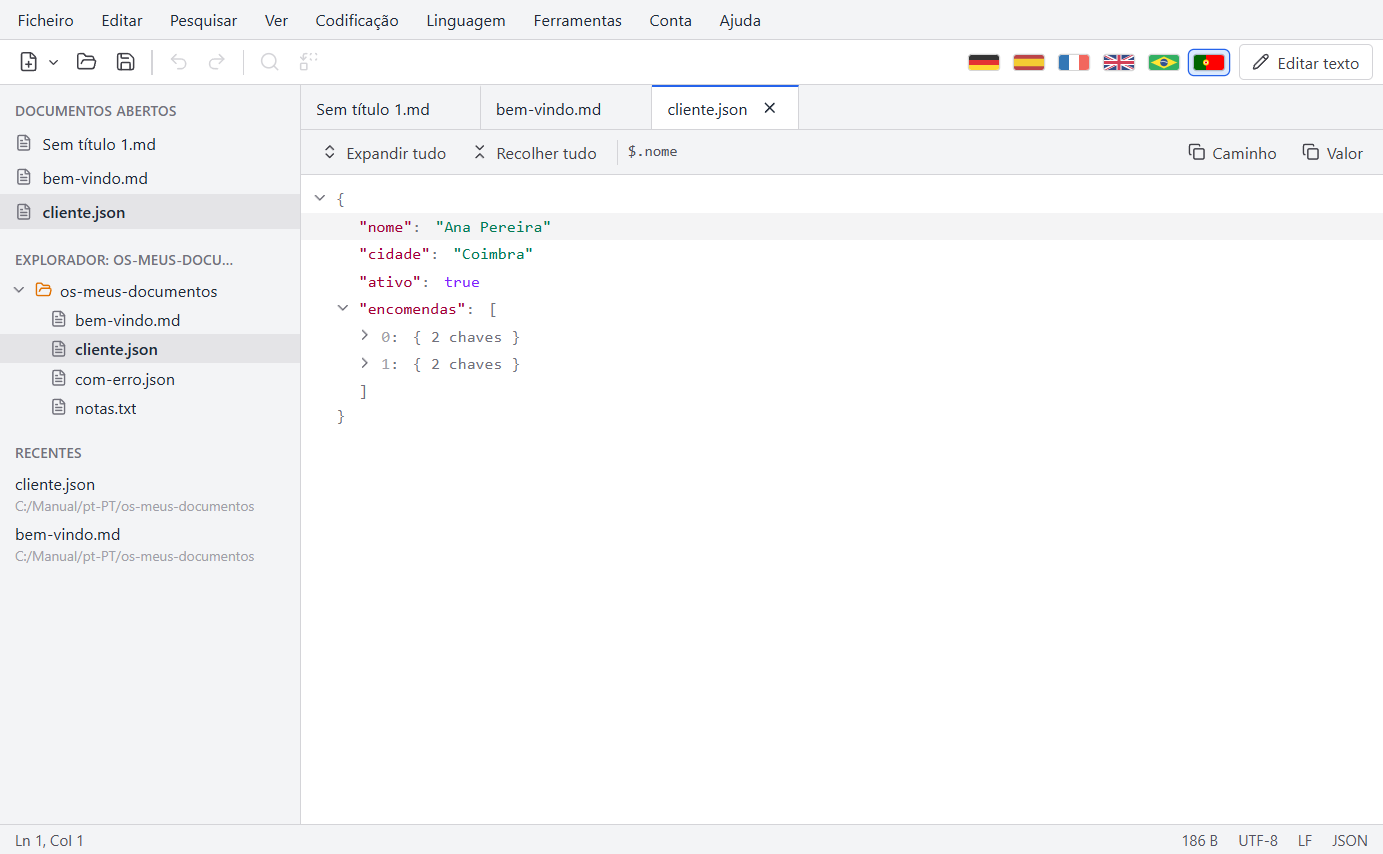 Ficheiro Editar Pesquisar Ver Codificação Linguagem Ferramentas Conta Ajuda
Editar texto
DOCUMENTOS ABERTOS
Sem título 1.md
bem-vindo.md
cliente.json
EXPLORADOR: OS-MEUS-DOCU...
os-meus-documentos
bem-vindo.md
cliente.json
com-erro.json
notas.txt
RECENTES
cliente.json
C:/Manual/pt-PT/os-meus-documentos
bem-vindo.md
C:/Manual/pt-PT/os-meus-documentos
Sem título 1.md bem-vindo.md cliente.json
Expandir tudo Recolher tudo $.nome Caminho Valor
{
"nome": "Ana Pereira"
"cidade": "Coimbra"
"ativo": true
"encomendas": [
0: { 2 chaves }
1: { 2 chaves }
]
}
Ln 1, Col 1 186 B UTF-8 LF JSON